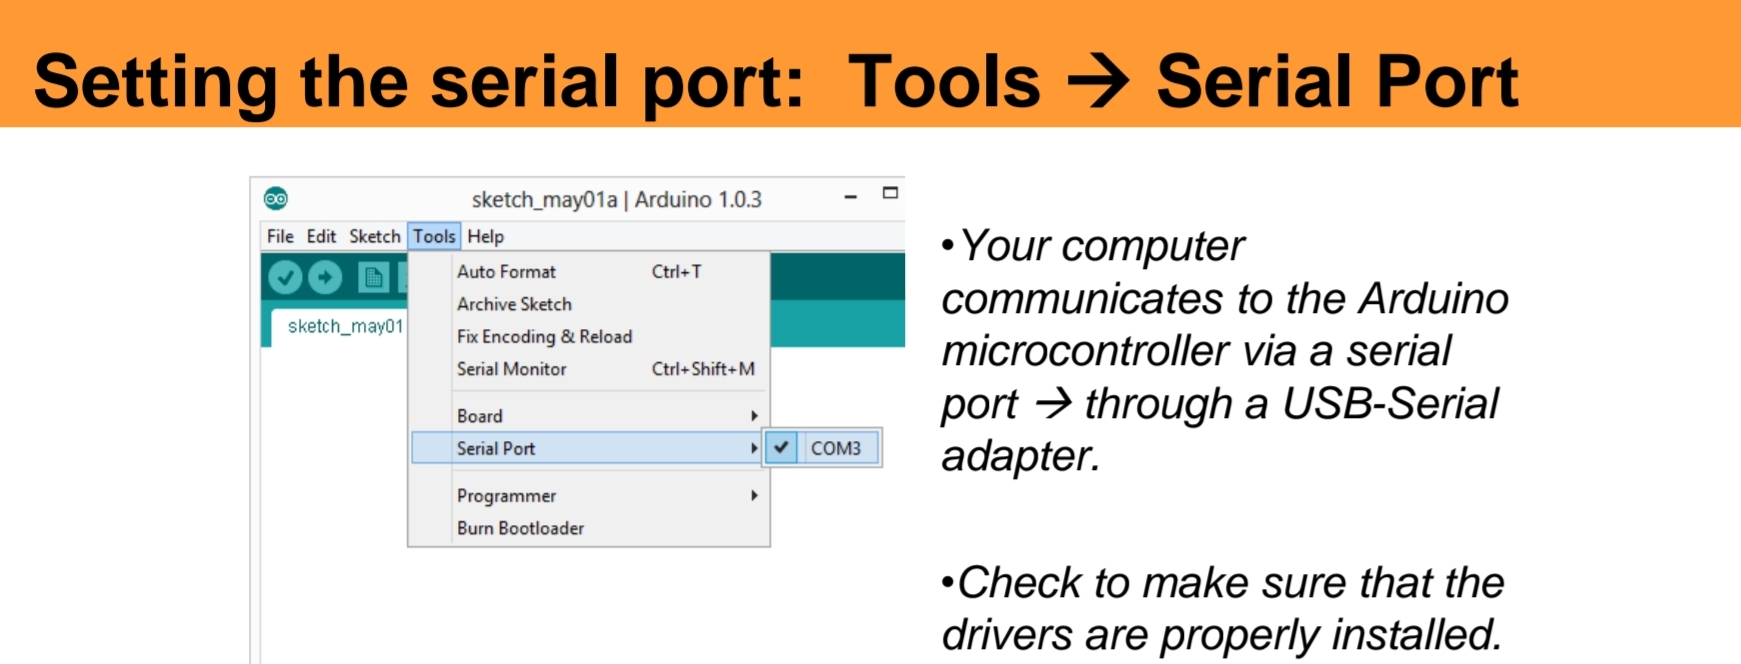 Setting the serial port: Tools → Serial Port
sketch_may01a | Arduino 1.0.3
File Edit Sketch Tools Help
Auto Format Ctrl+T
Archive Sketch
sketch_may01
Fix Encoding & Reload
Serial Monitor Ctrl+Shift+M
Board
Serial Port
COM3
Programmer
Burn Bootloader
•Your computer
communicates to the Arduino
microcontroller via a serial
port → through a USB-Serial
adapter.
•Check to make sure that the
drivers are properly installed.